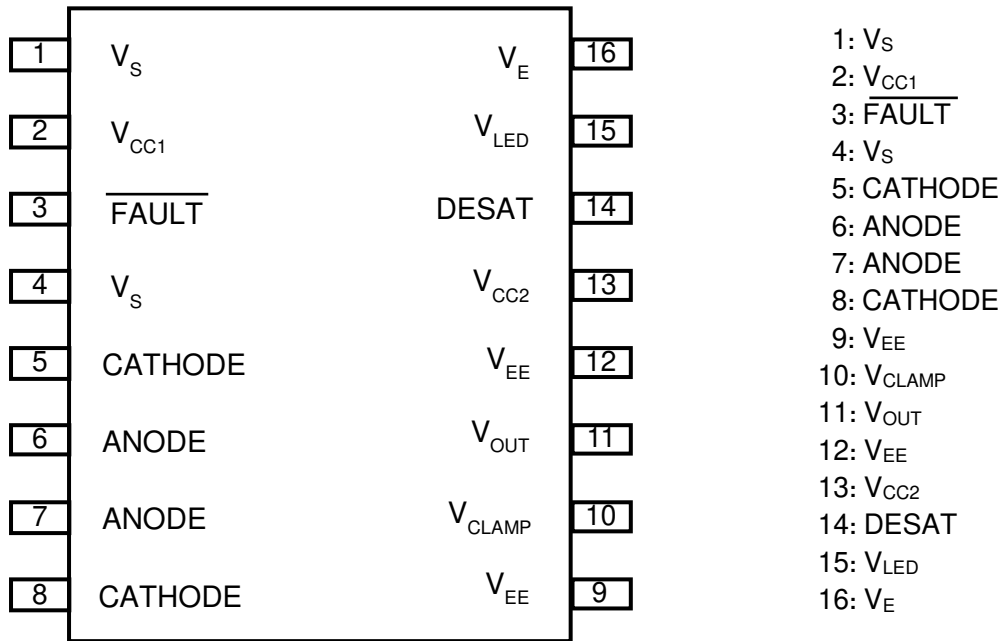 1 V_S V_E 16
2 V_CC1 V_LED 15
3 F̅A̅U̅L̅T̅ DESAT 14
4 V_S V_CC2 13
5 CATHODE V_EE 12
6 ANODE V_OUT 11
7 ANODE V_CLAMP 10
8 CATHODE V_EE 9
1: V_S
2: V_CC1
3: F̅A̅U̅L̅T̅
4: V_S
5: CATHODE
6: ANODE
7: ANODE
8: CATHODE
9: V_EE
10: V_CLAMP
11: V_OUT
12: V_EE
13: V_CC2
14: DESAT
15: V_LED
16: V_E